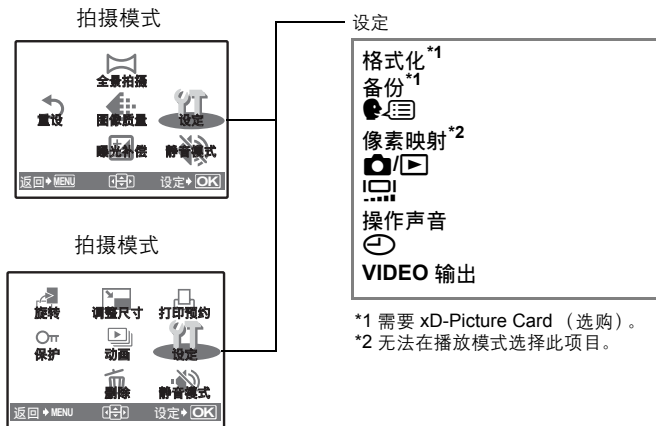 拍摄模式
全景拍摄
重设
图像质量
设定
曝光补偿
静音模式
返回 MENU
设定 OK
拍摄模式
旋转
调整尺寸
打印预约
保护
动画
设定
删除
静音模式
返回 MENU
设定 OK
设定
格式化*1
备份*1
像素映射*2
操作声音
VIDEO 输出
*1 需要 xD-Picture Card （选购）。
*2 无法在播放模式选择此项目。